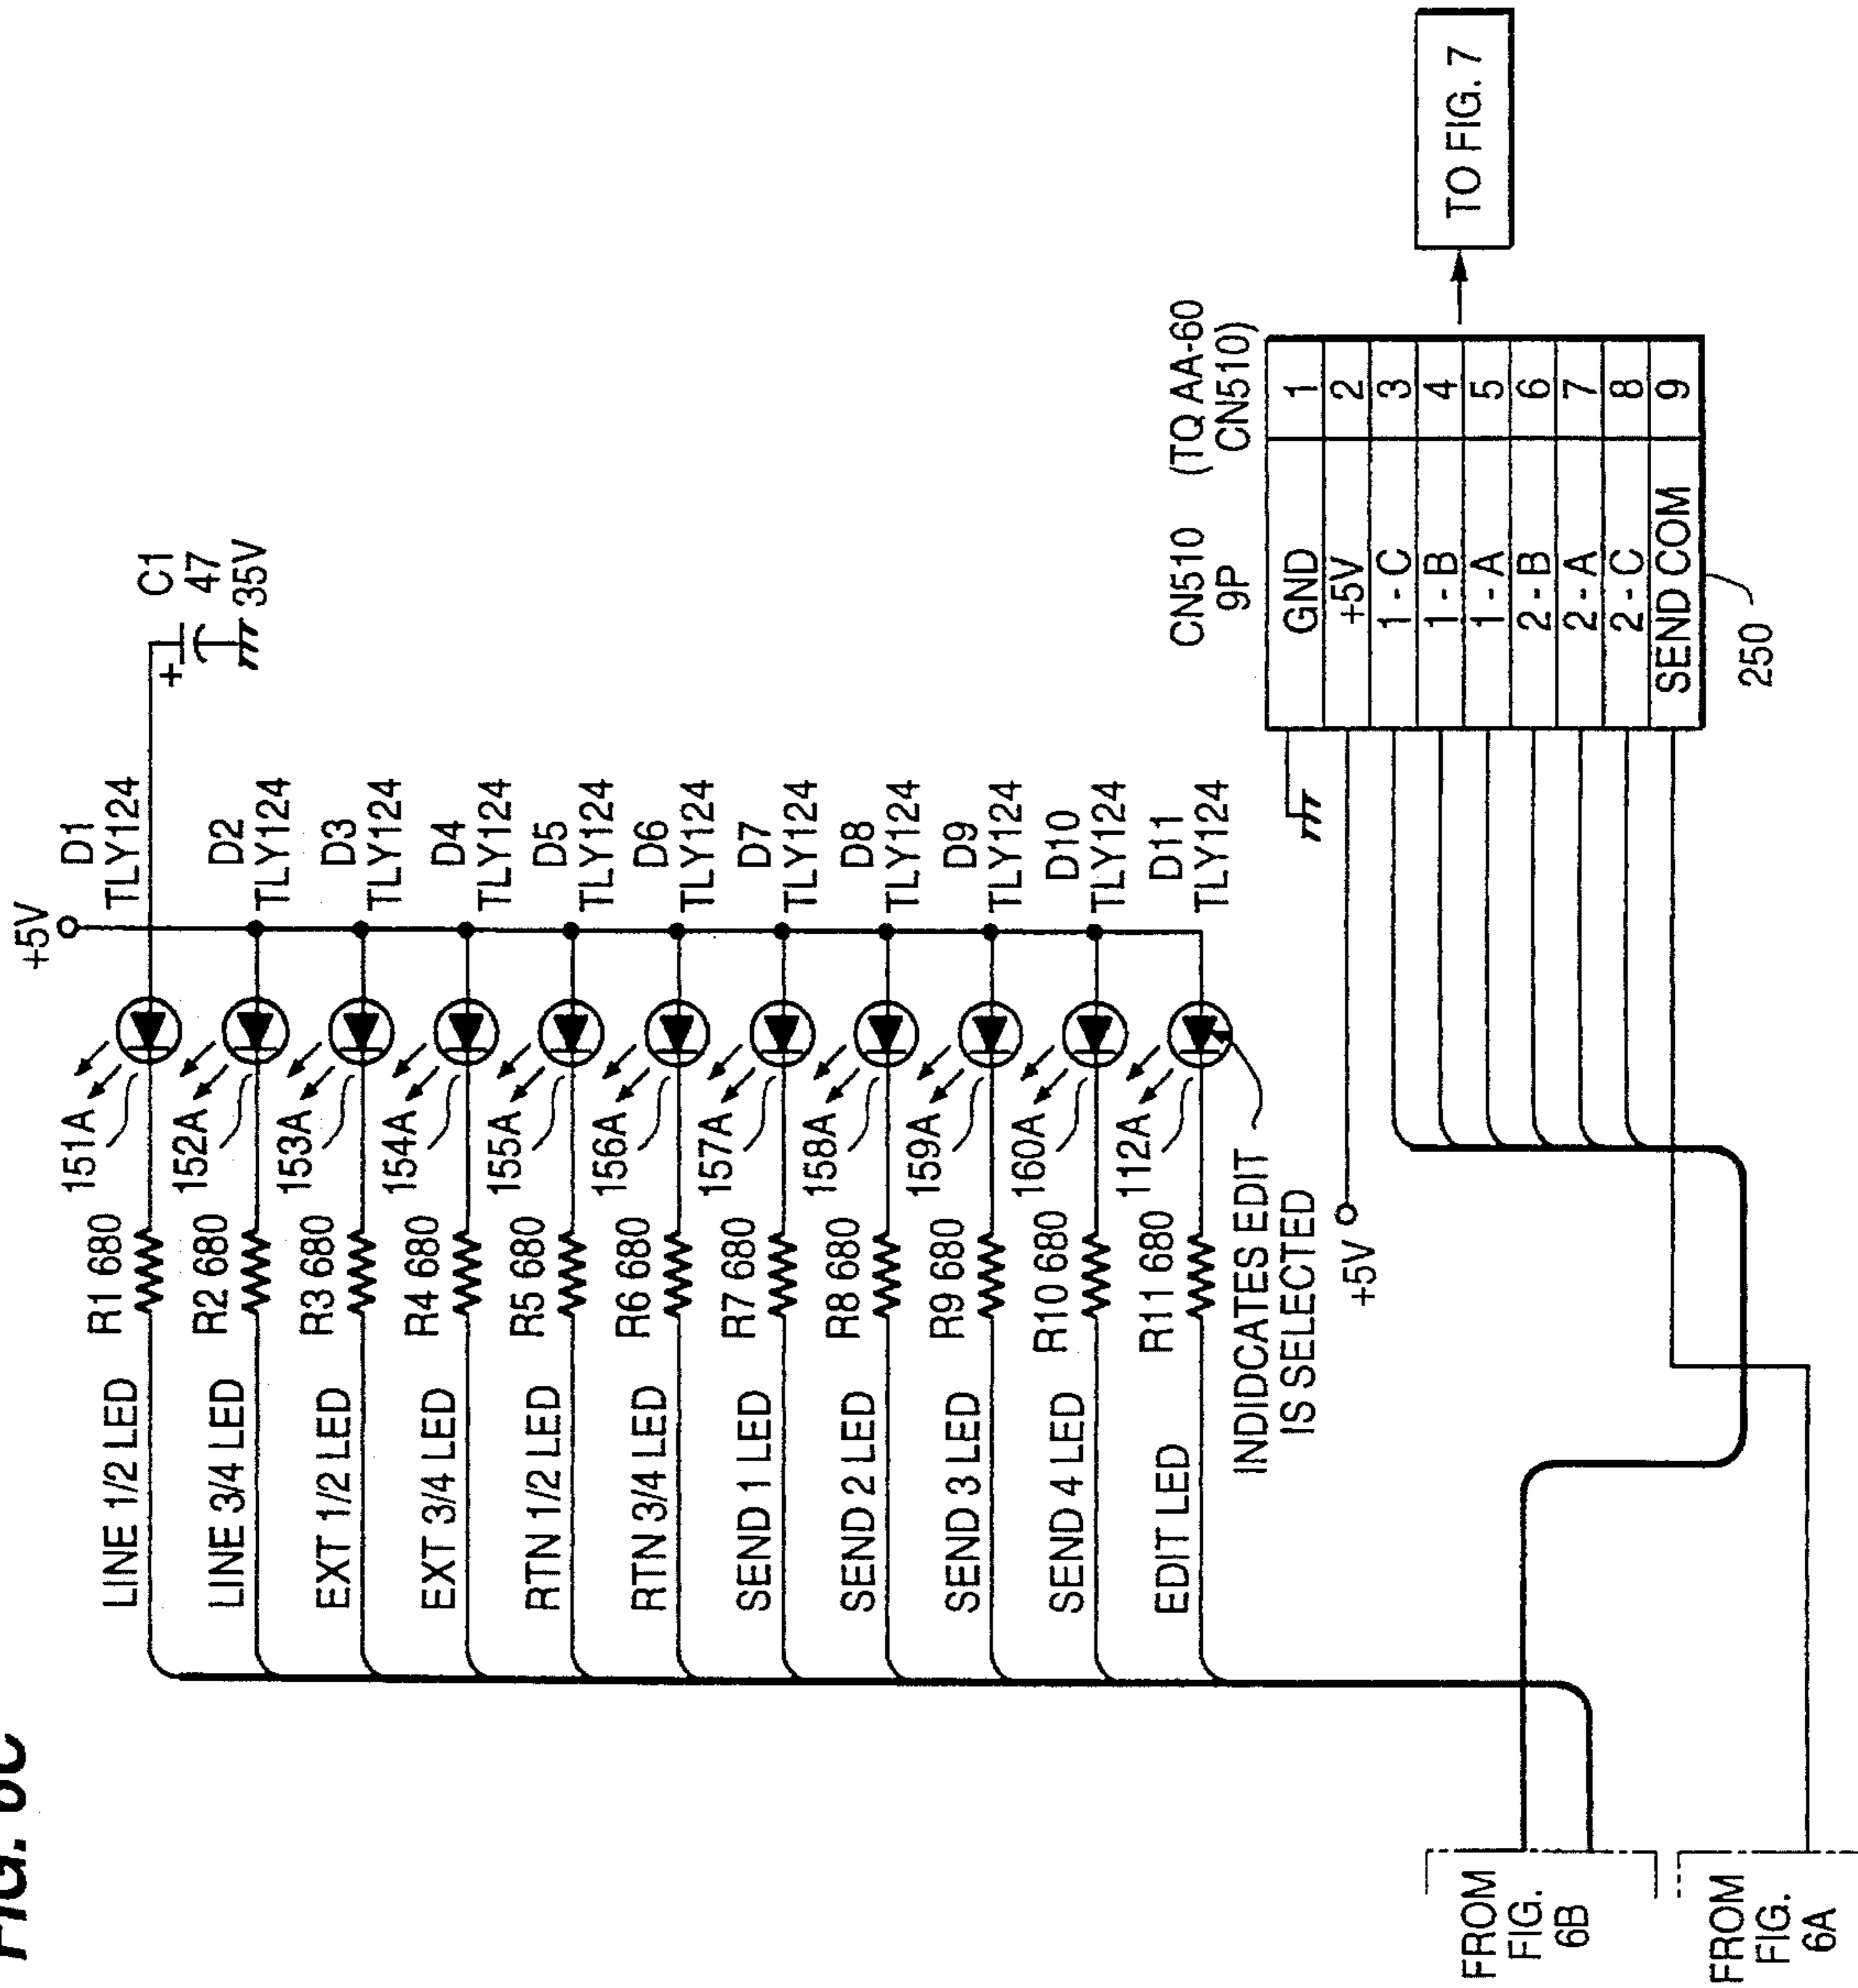 FIG. 6C
+5V
D1
TLY124
C1
47
35V
151A
R1 680
LINE 1/2 LED
D2
TLY124
152A
R2 680
LINE 3/4 LED
D3
TLY124
153A
R3 680
EXT 1/2 LED
D4
TLY124
154A
R4 680
EXT 3/4 LED
D5
TLY124
155A
R5 680
RTN 1/2 LED
D6
TLY124
156A
R6 680
RTN 3/4 LED
D7
TLY124
157A
R7 680
SEND 1 LED
D8
TLY124
158A
R8 680
SEND 2 LED
D9
TLY124
159A
R9 680
SEND 3 LED
D10
TLY124
160A
R10 680
SEND 4 LED
D11
TLY124
112A
R11 680
EDIT LED
INDIDCATES EDIT
IS SELECTED
+5V
CN510
9P
(TQ AA-60
CN510)
GND 1
+5V 2
1 - C 3
1 - B 4
1 - A 5
2 - B 6
2 - A 7
2 - C 8
SEND COM 9
250
TO FIG. 7
FROM
FIG.
6B
FROM
FIG.
6A